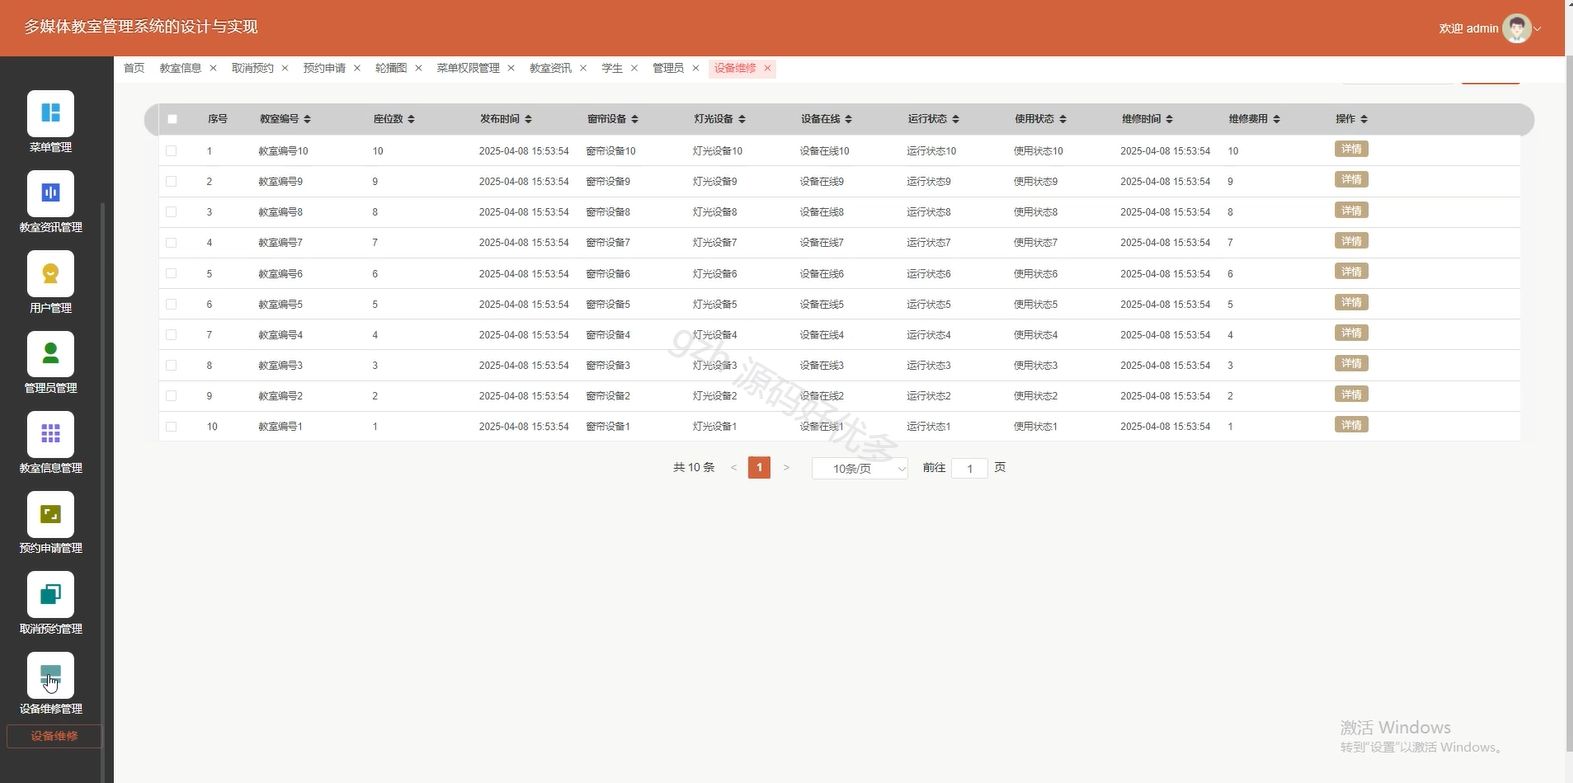 多媒体教室管理系统的设计与实现
欢迎 admin
首页 教室信息 × 取消预约 × 预约申请 × 轮播图 × 菜单权限管理 × 教室资讯 × 学生 × 管理员 × 设备维修 ×
菜单管理
教室资讯管理
用户管理
管理员管理
教室信息管理
预约申请管理
取消预约管理
设备维修管理
设备维修
序号 教室编号 座位数 发布时间 窗帘设备 灯光设备 设备在线 运行状态 使用状态 维修时间 维修费用 操作
1 教室编号10 10 2025-04-08 15:53:54 窗帘设备10 灯光设备10 设备在线10 运行状态10 使用状态10 2025-04-08 15:53:54 10 详情
2 教室编号9 9 2025-04-08 15:53:54 窗帘设备9 灯光设备9 设备在线9 运行状态9 使用状态9 2025-04-08 15:53:54 9 详情
3 教室编号8 8 2025-04-08 15:53:54 窗帘设备8 灯光设备8 设备在线8 运行状态8 使用状态8 2025-04-08 15:53:54 8 详情
4 教室编号7 7 2025-04-08 15:53:54 窗帘设备7 灯光设备7 设备在线7 运行状态7 使用状态7 2025-04-08 15:53:54 7 详情
5 教室编号6 6 2025-04-08 15:53:54 窗帘设备6 灯光设备6 设备在线6 运行状态6 使用状态6 2025-04-08 15:53:54 6 详情
6 教室编号5 5 2025-04-08 15:53:54 窗帘设备5 灯光设备5 设备在线5 运行状态5 使用状态5 2025-04-08 15:53:54 5 详情
7 教室编号4 4 2025-04-08 15:53:54 窗帘设备4 灯光设备4 设备在线4 运行状态4 使用状态4 2025-04-08 15:53:54 4 详情
8 教室编号3 3 2025-04-08 15:53:54 窗帘设备3 灯光设备3 设备在线3 运行状态3 使用状态3 2025-04-08 15:53:54 3 详情
9 教室编号2 2 2025-04-08 15:53:54 窗帘设备2 灯光设备2 设备在线2 运行状态2 使用状态2 2025-04-08 15:53:54 2 详情
10 教室编号1 1 2025-04-08 15:53:54 窗帘设备1 灯光设备1 设备在线1 运行状态1 使用状态1 2025-04-08 15:53:54 1 详情
gzh 源码好优多
共 10 条 < 1 > 10条/页 前往 1 页
激活 Windows
转到“设置”以激活 Windows。